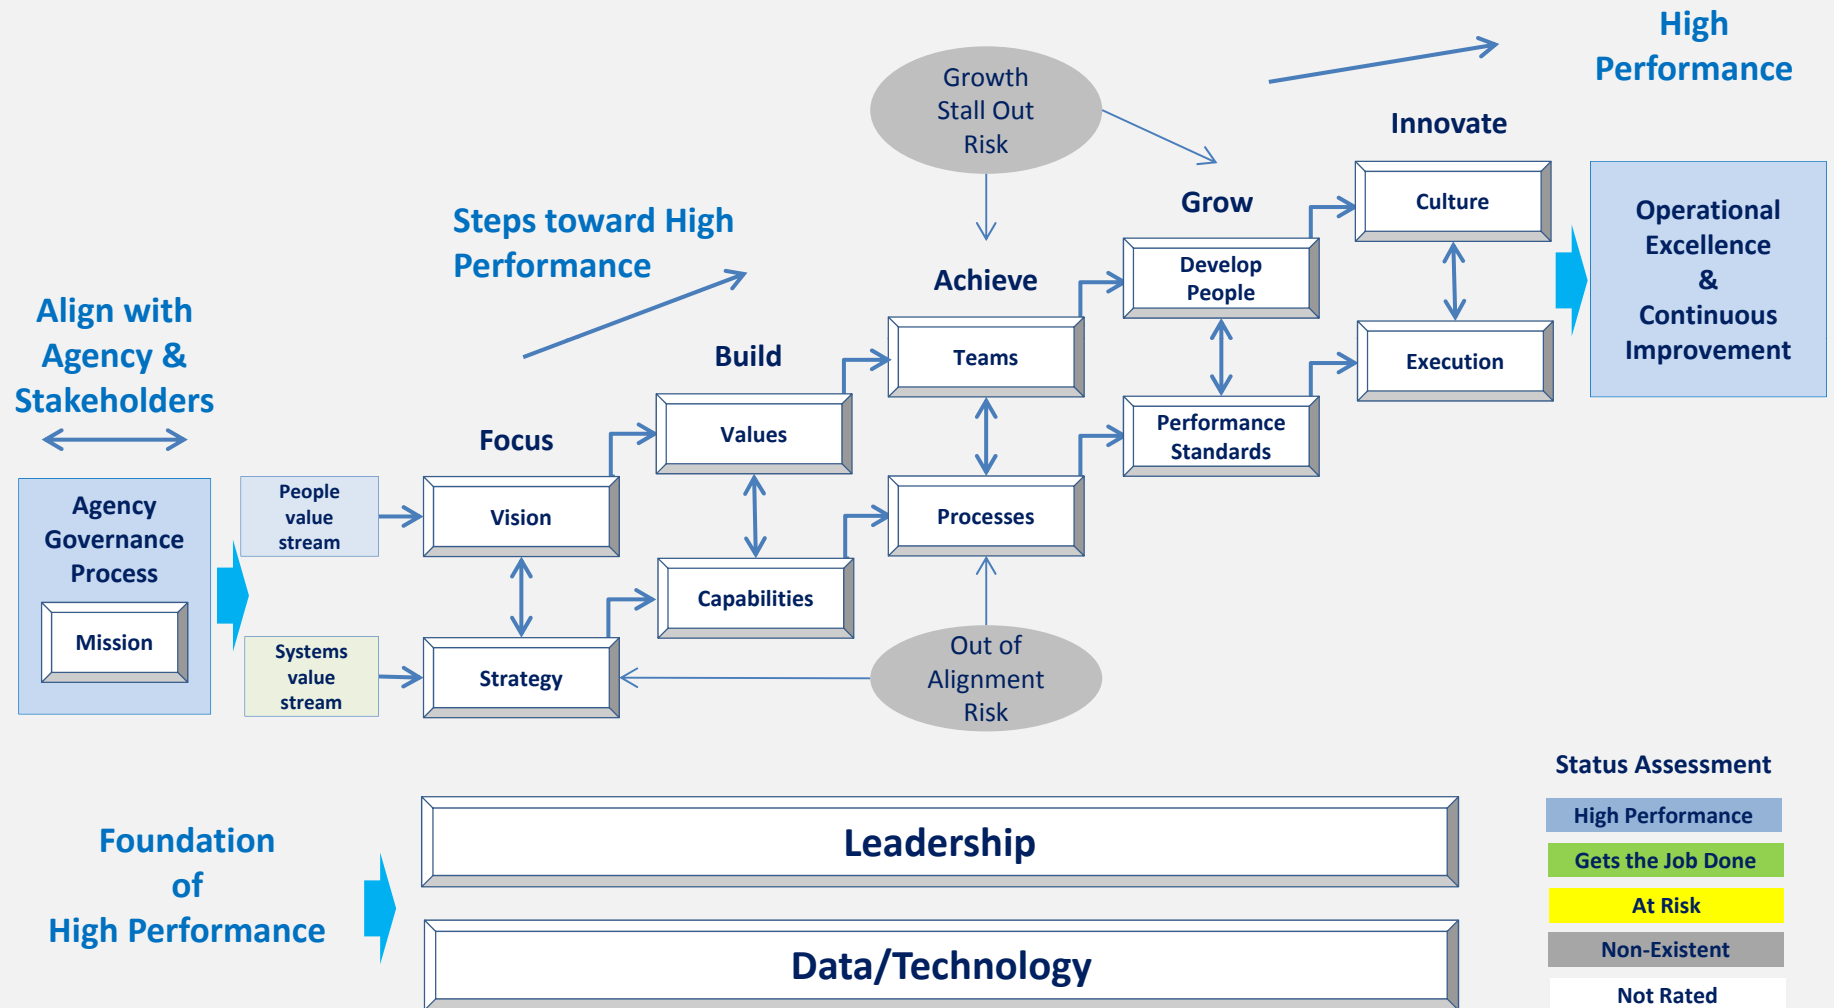 High
Performance
Growth
Stall Out
Risk
Innovate
Culture
Grow
Operational
Excellence
&
Continuous
Improvement
Steps toward High
Performance
Develop
People
Achieve
Align with
Agency &
Stakeholders
Build
Teams
Execution
Focus
Values
Performance
Standards
Agency
Governance
Process
People
value
stream
Vision
Processes
Mission
Capabilities
Systems
value
stream
Strategy
Out of
Alignment
Risk
Foundation
of
High Performance
Leadership
Data/Technology
Status Assessment
High Performance
Gets the Job Done
At Risk
Non-Existent
Not Rated